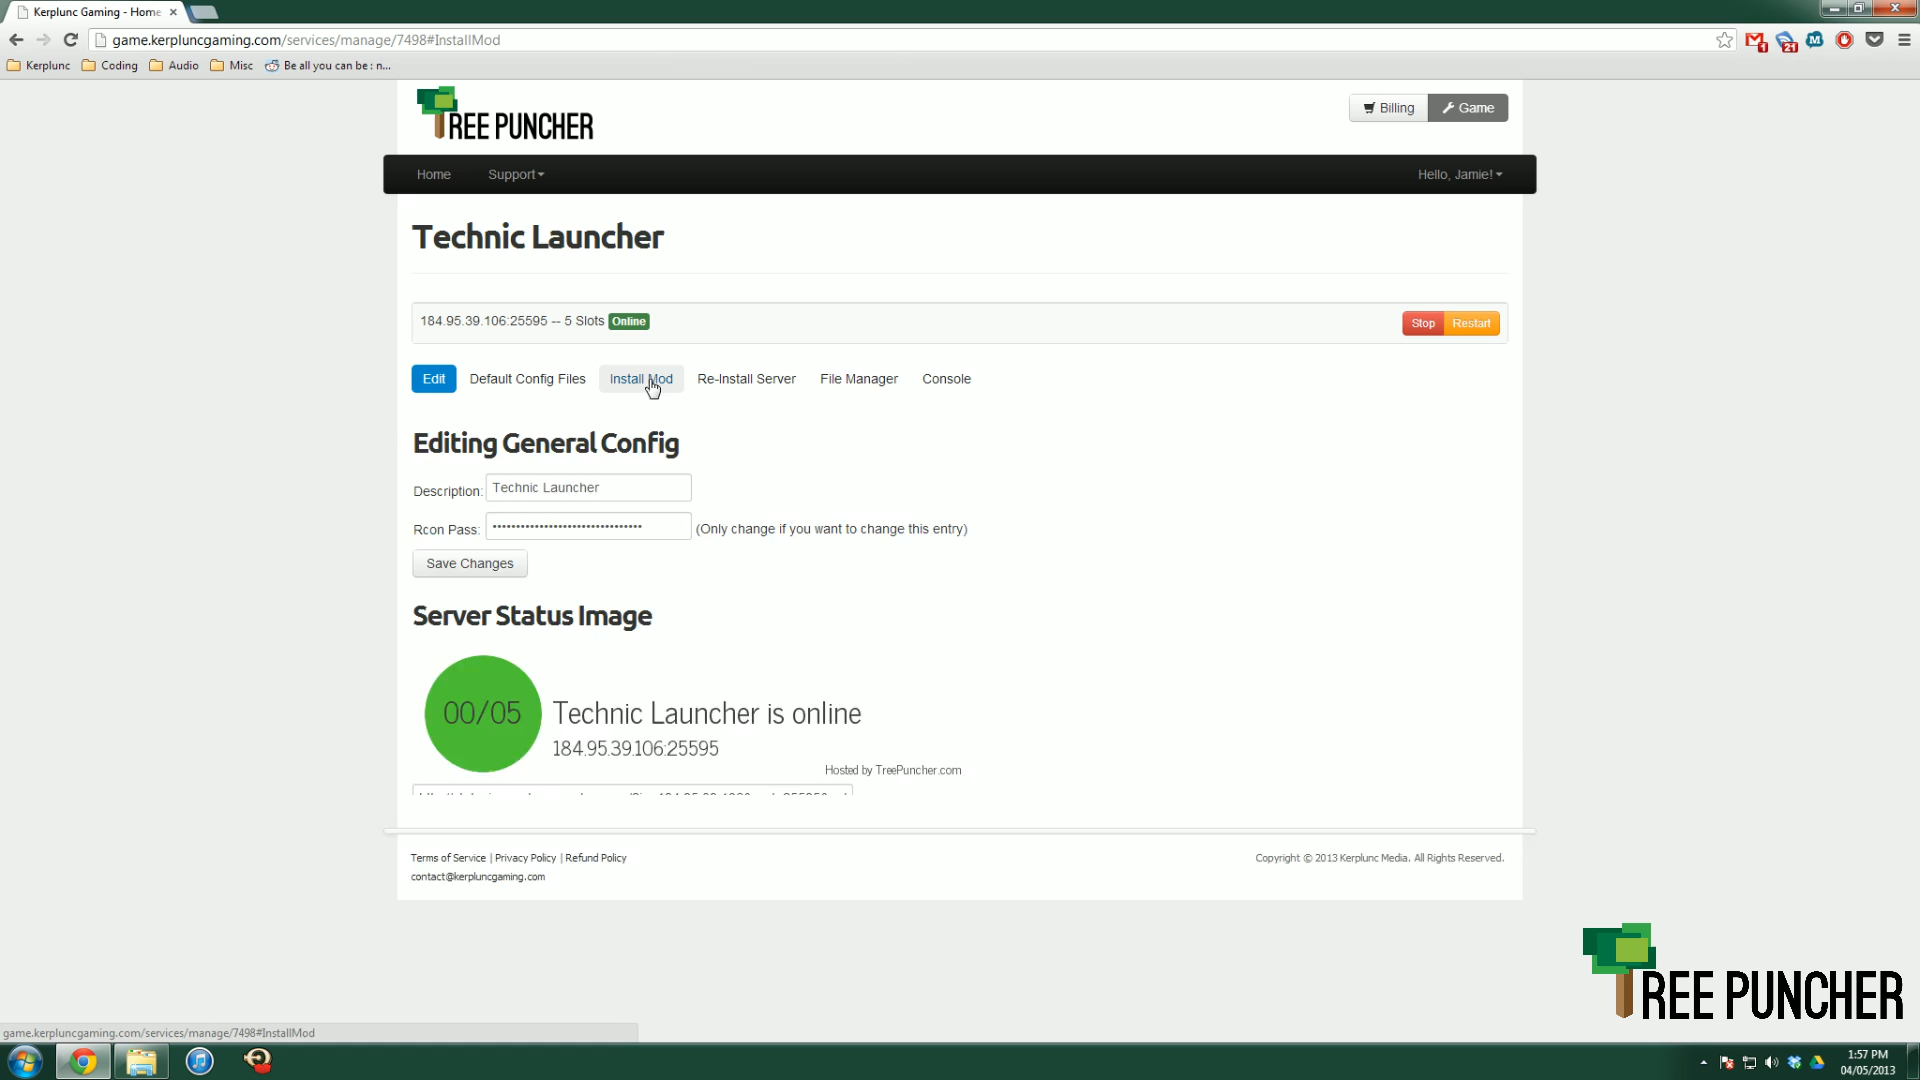 Kerplunc Gaming - Home
game.kerpluncgaming.com/services/manage/7498#InstallMod
1
21
M
Kerplunc
Coding
Audio
Misc
Be all you can be : n...
TREE PUNCHER
Billing
Game
Home
Support
Hello, Jamie!
Technic Launcher
184.95.39.106:25595 -- 5 Slots Online
Stop
Restart
Edit
Default Config Files
Install Mod
Re-Install Server
File Manager
Console
Editing General Config
Description: Technic Launcher
Rcon Pass: (Only change if you want to change this entry)
Save Changes
Server Status Image
00/05
Technic Launcher is online
184.95.39.106:25595
Hosted by TreePuncher.com
Terms of Service | Privacy Policy | Refund Policy
Copyright © 2013 Kerplunc Media. All Rights Reserved.
contact@kerpluncgaming.com
TREE PUNCHER
game.kerpluncgaming.com/services/manage/7498#InstallMod
1:57 PM
04/05/2013